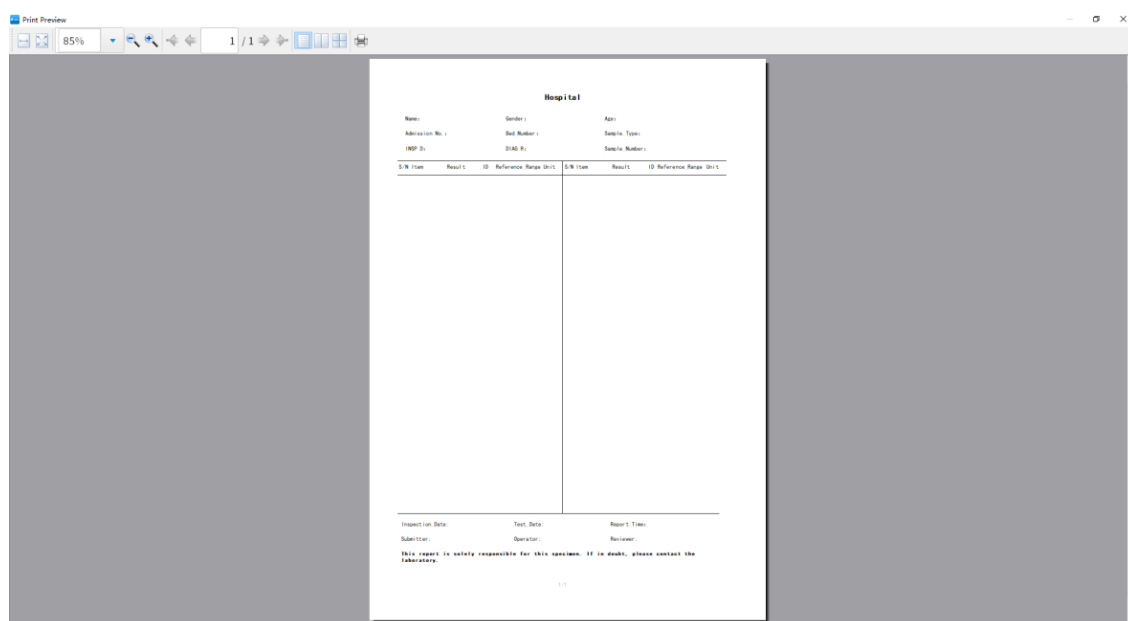 Print Preview
85% 1 / 1
Hospital
Name: Gender: Age:
Admission No.: Bed Number: Sample Type:
INSP D: DIAG R: Sample Number:
S/N Item Result ID Reference Range Unit S/N Item Result ID Reference Range Unit
Inspection Date: Test Date: Report Time:
Submitter: Operator: Reviewer:
This report is solely responsible for this specimen. If in doubt, please contact the
laboratory.
1/1